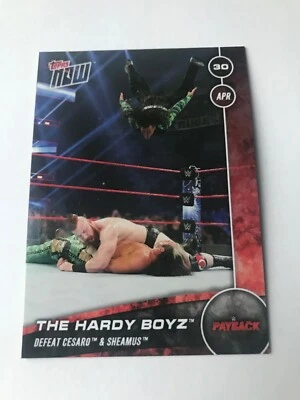 Topps
NOW
30
APR
THE HARDY BOYZ™
DEFEAT CESARO™ & SHEAMUS™
PAYBACK